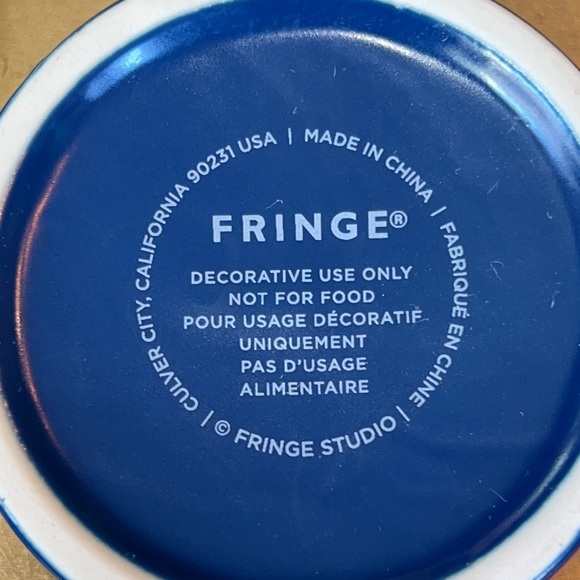 FRINGE®
DECORATIVE USE ONLY
NOT FOR FOOD
POUR USAGE DÉCORATIF
UNIQUEMENT
PAS D'USAGE
ALIMENTAIRE
CULVER CITY, CALIFORNIA 90231 USA | MADE IN CHINA | FABRIQUÉ EN CHINE | © FRINGE STUDIO |